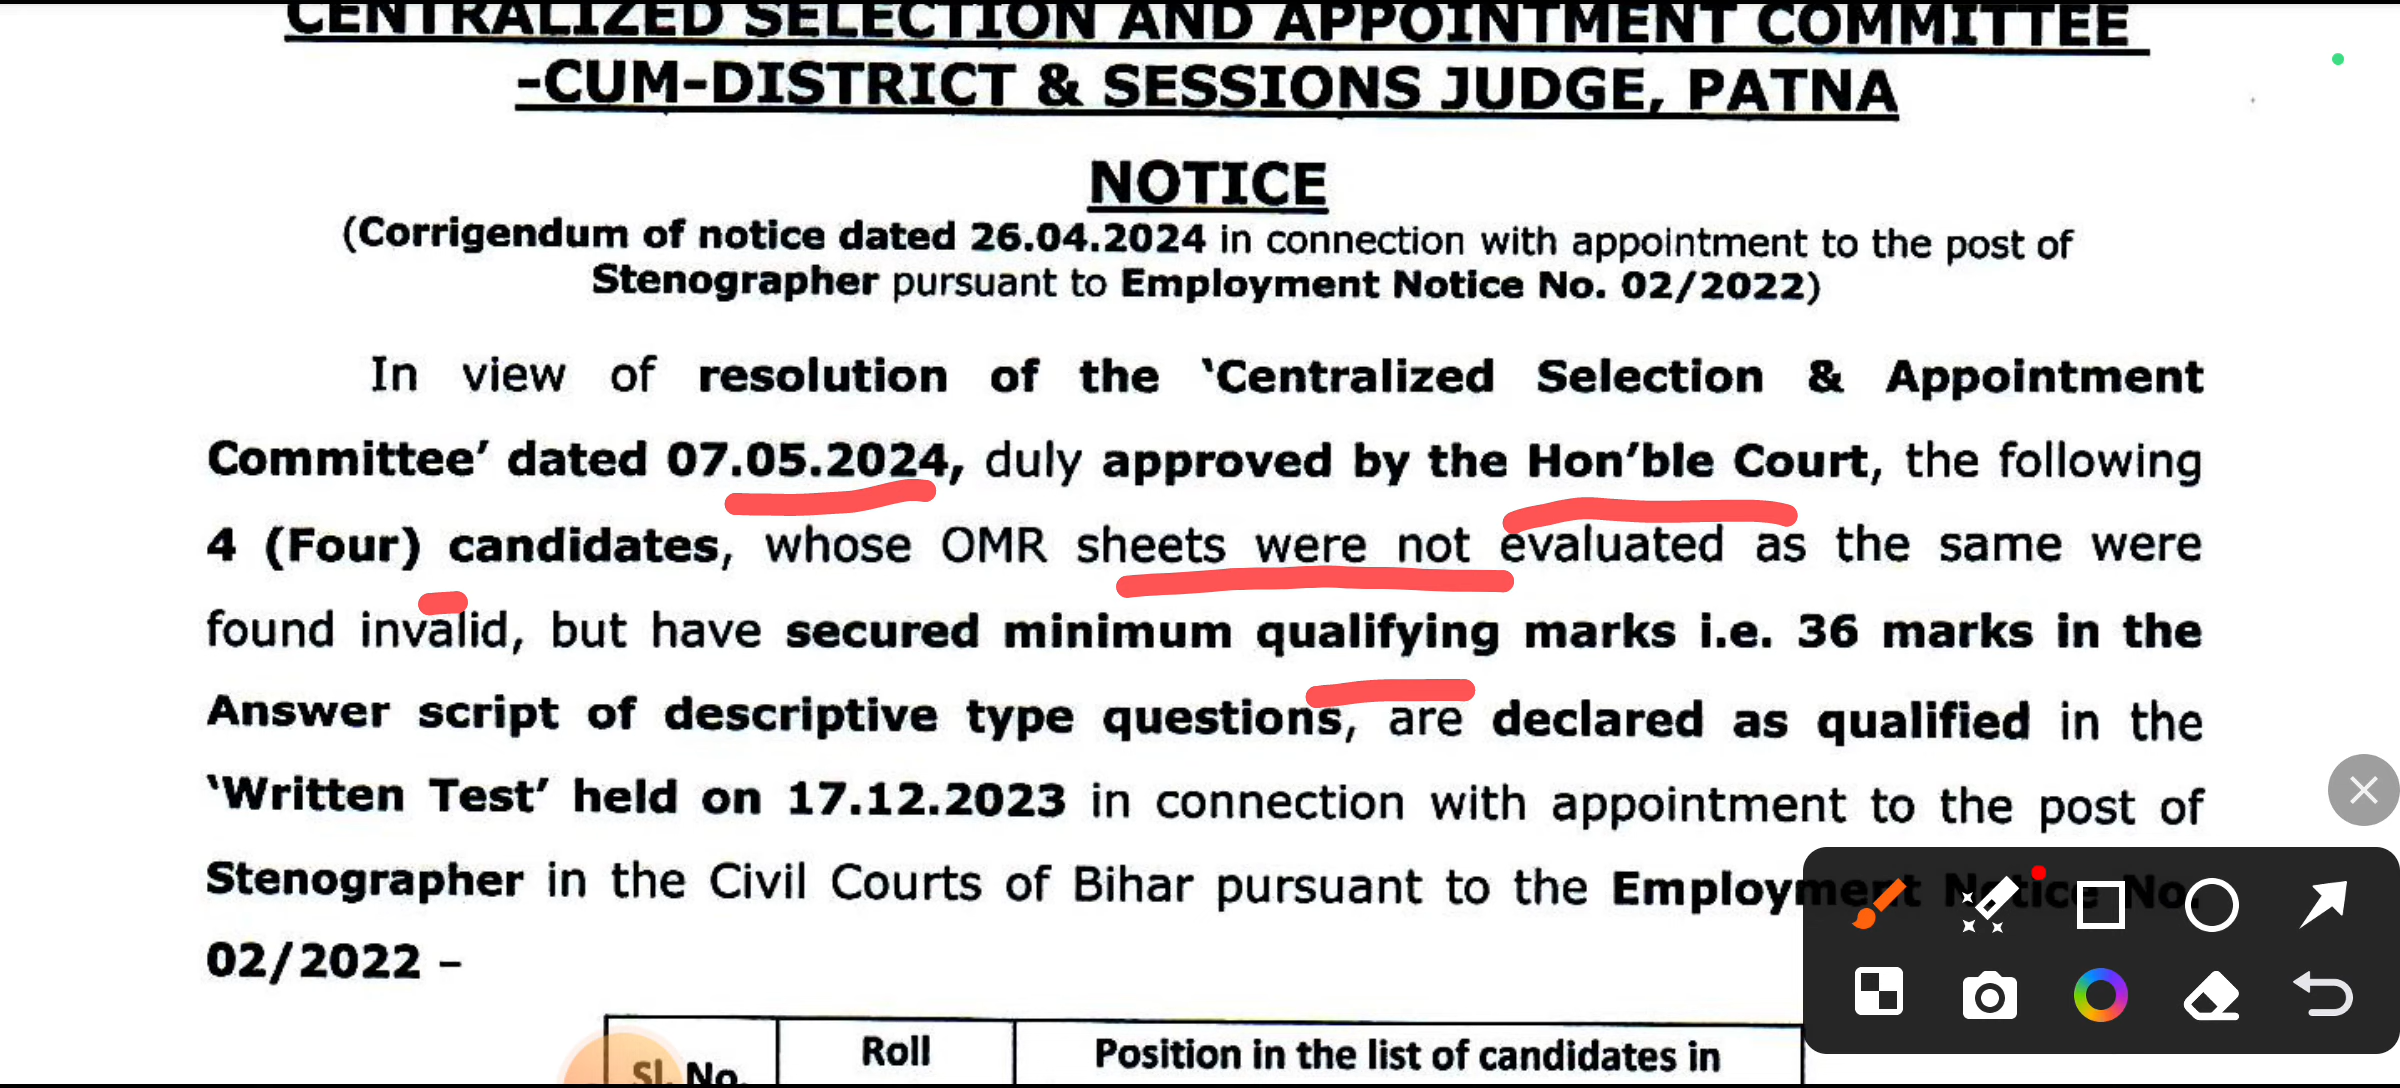 CENTRALIZED SELECTION AND APPOINTMENT COMMITTEE
-CUM-DISTRICT & SESSIONS JUDGE, PATNA
NOTICE
(Corrigendum of notice dated 26.04.2024 in connection with appointment to the post of
Stenographer pursuant to Employment Notice No. 02/2022)
In view of resolution of the ‘Centralized Selection & Appointment
Committee’ dated 07.05.2024, duly approved by the Hon’ble Court, the following
4 (Four) candidates, whose OMR sheets were not evaluated as the same were
found invalid, but have secured minimum qualifying marks i.e. 36 marks in the
Answer script of descriptive type questions, are declared as qualified in the
‘Written Test’ held on 17.12.2023 in connection with appointment to the post of
Stenographer in the Civil Courts of Bihar pursuant to the Employment Notice No.
02/2022 –
Sl. No.
Roll
Position in the list of candidates in